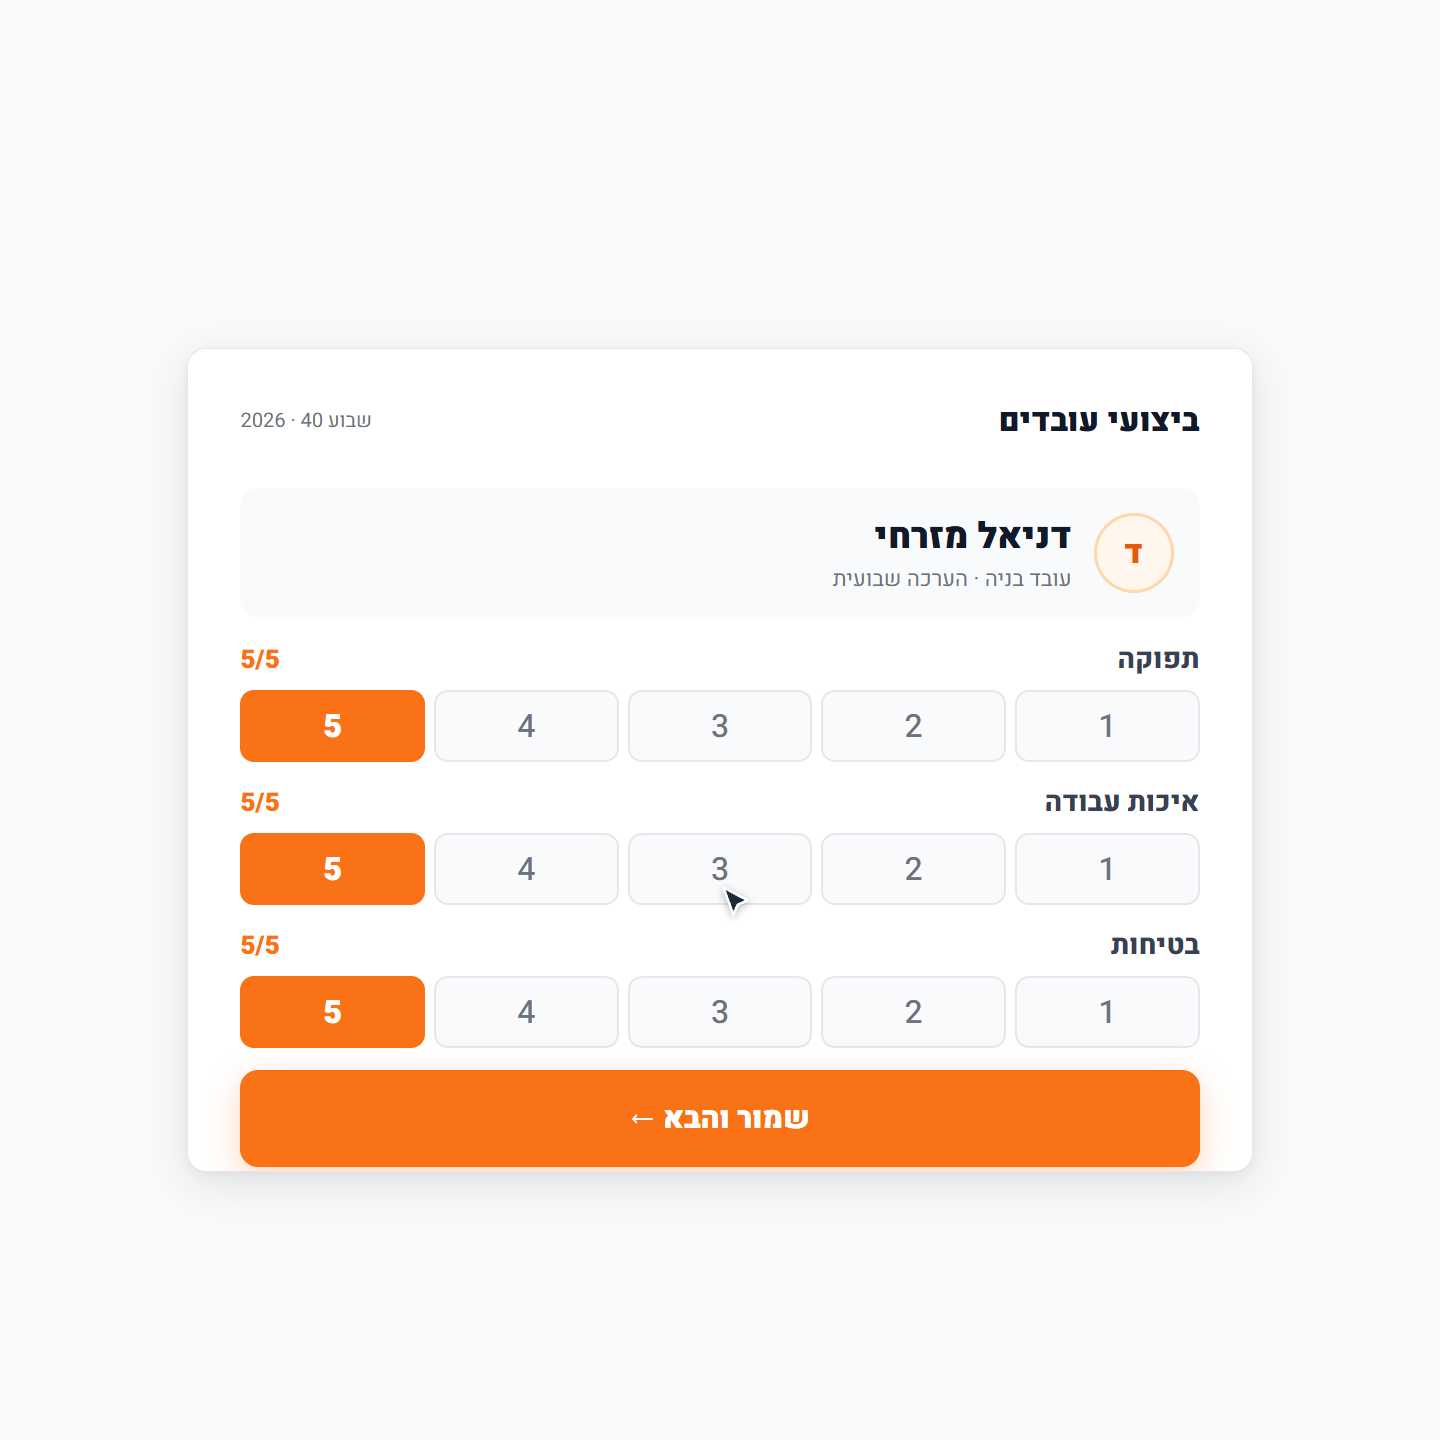 ביצועי עובדים
שבוע 40 · 2026
ד
דניאל מזרחי
עובד בניה · הערכה שבועית
תפוקה 5/5
1 2 3 4 5
איכות עבודה 5/5
1 2 3 4 5
בטיחות 5/5
1 2 3 4 5
שמור והבא ←